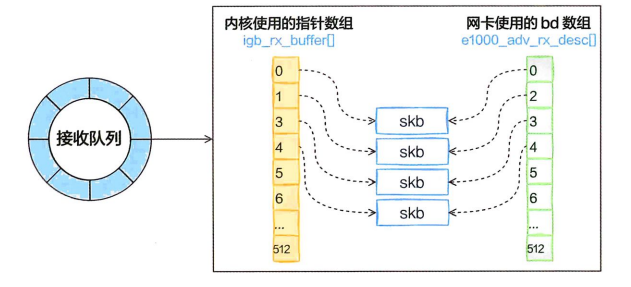 内核使用的指针数组
igb_rx_buffer[]
网卡使用的 bd 数组
e1000_adv_rx_desc[]
接收队列
0
1
3
4
5
6
...
512
skb
skb
skb
skb
0
2
3
4
5
6
...
512